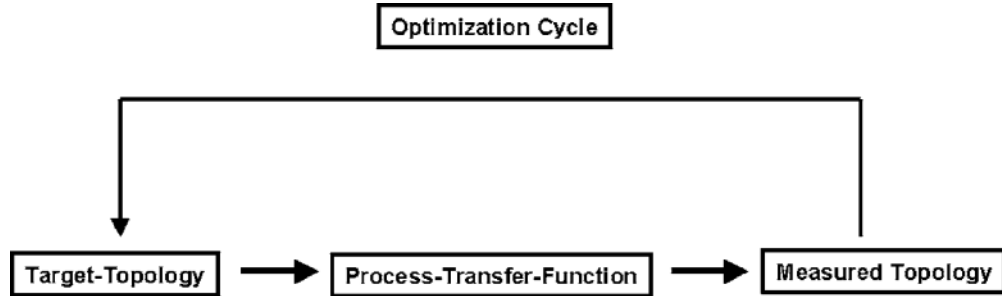 Optimization Cycle
Target-Topology
Process-Transfer-Function
Measured Topology